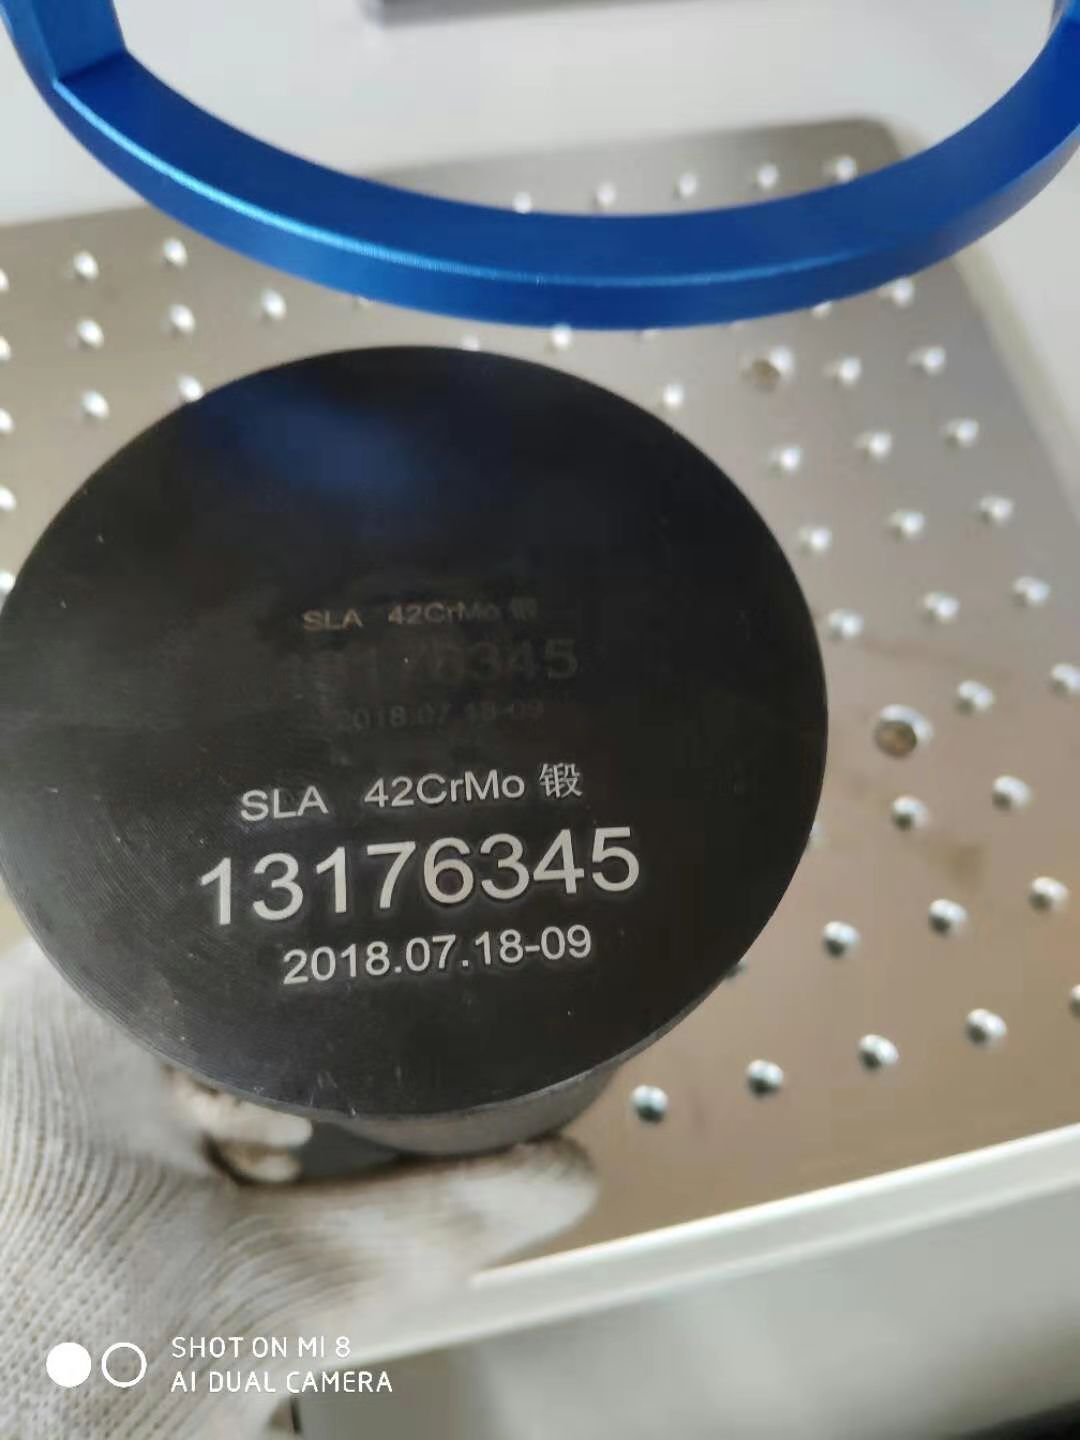 SLA 42CrMo 锻
13176345
2018.07.18-09
SLA 42CrMo 锻
13176345
2018.07.18-09
SHOT ON MI 8
AI DUAL CAMERA